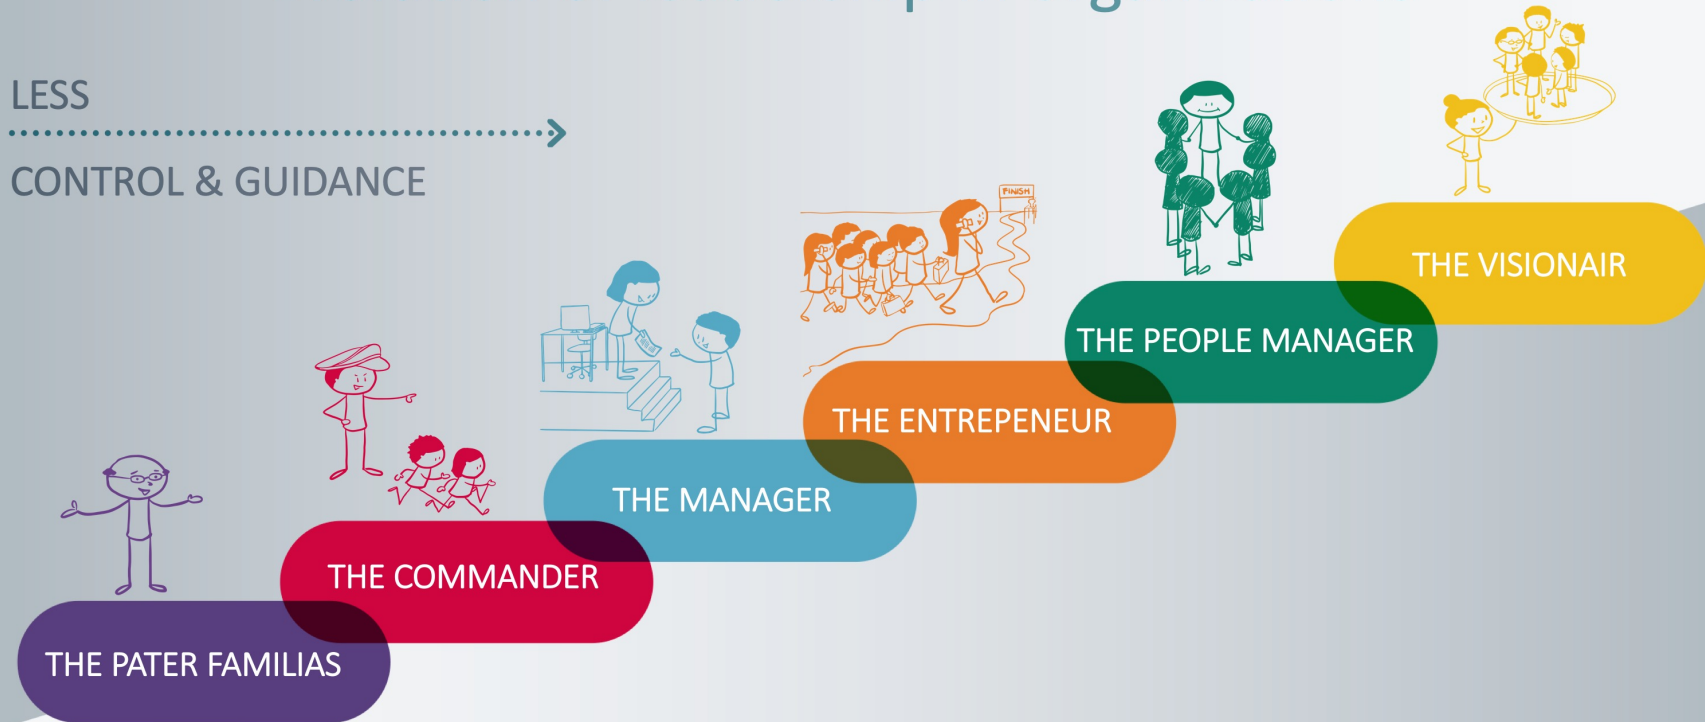 LESS
CONTROL & GUIDANCE
FINISH
THE VISIONAIR
THE PEOPLE MANAGER
THE ENTREPENEUR
THE MANAGER
THE COMMANDER
THE PATER FAMILIAS